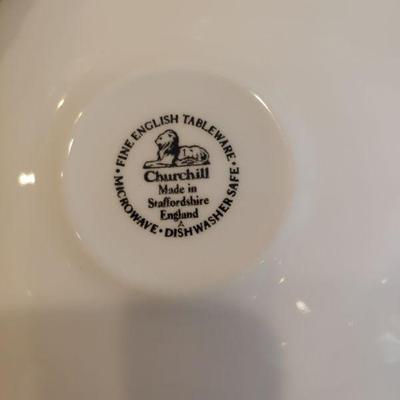 • FINE ENGLISH TABLEWARE •
Churchill
Made in
Staffordshire
England
A
MICROWAVE • DISHWASHER SAFE